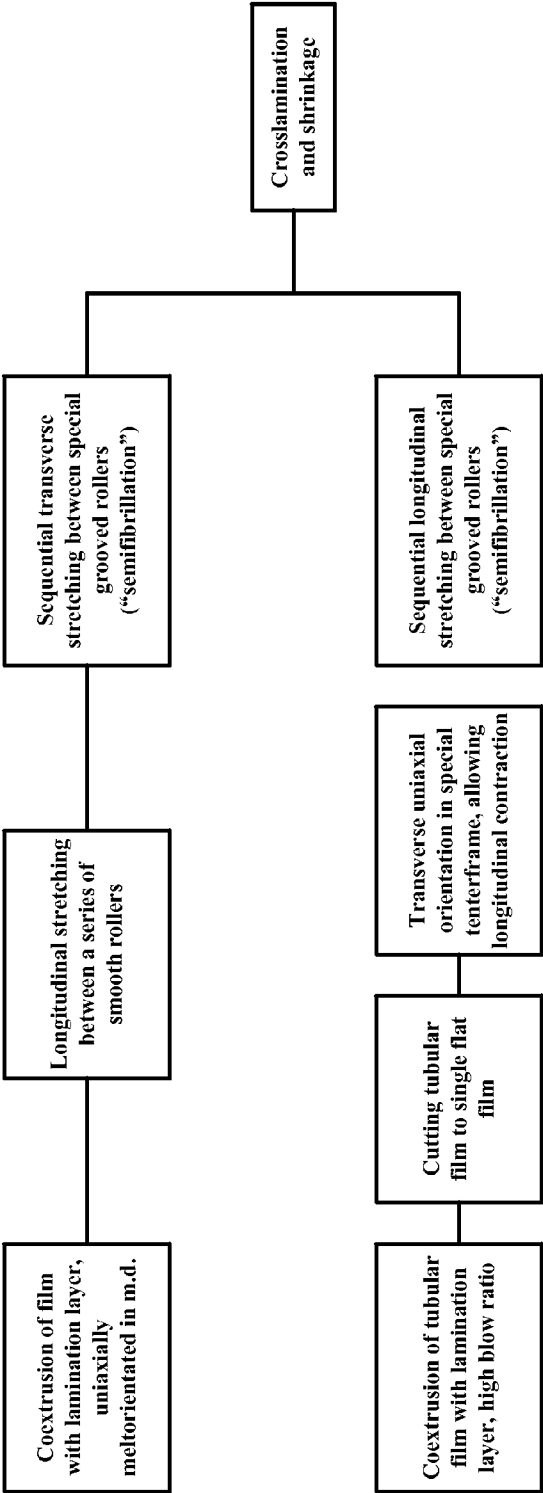 Coextrusion of film
with lamination layer,
uniaxially
meltorientated in m.d.
Longitudinal stretching
between a series of
smooth rollers
Sequential transverse
stretching between special
grooved rollers
(“semifibrillation”)
Coextrusion of tubular
film with lamination
layer, high blow ratio
Cutting tubular
film to single flat
film
Transverse uniaxial
orientation in special
tenterframe, allowing
longitudinal contraction
Sequential longitudinal
stretching between special
grooved rollers
(“semifibrillation”)
Crosslamination
and shrinkage